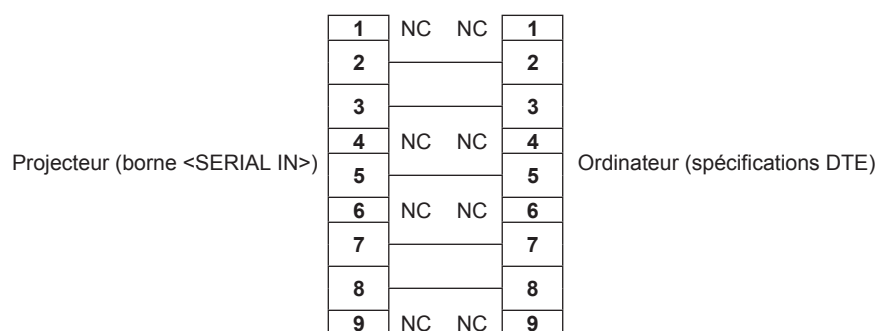 1 NC NC 1
2 2
3 3
4 NC NC 4
Projecteur (borne <SERIAL IN>) Ordinateur (spécifications DTE)
5 5
6 NC NC 6
7 7
8 8
9 NC NC 9